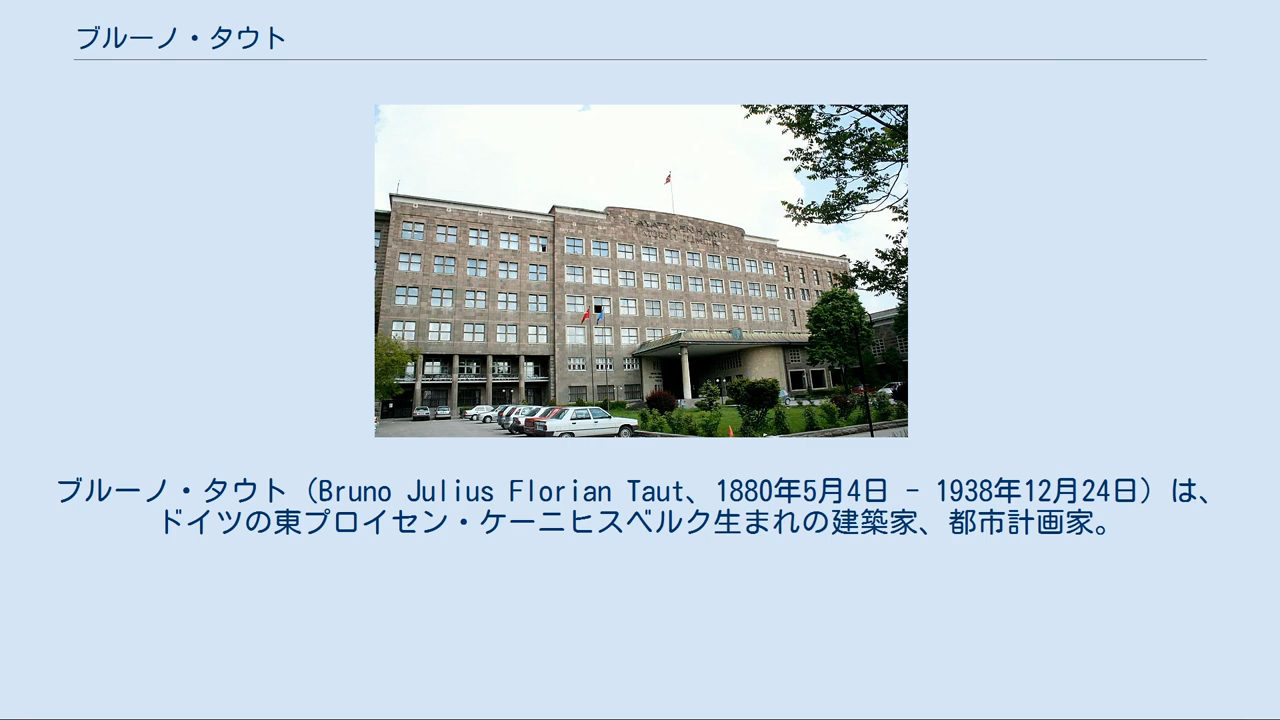 ブルーノ・タウト
ブルーノ・タウト（Bruno Julius Florian Taut、1880年5月4日 - 1938年12月24日）は、
ドイツの東プロイセン・ケーニヒスベルク生まれの建築家、都市計画家。